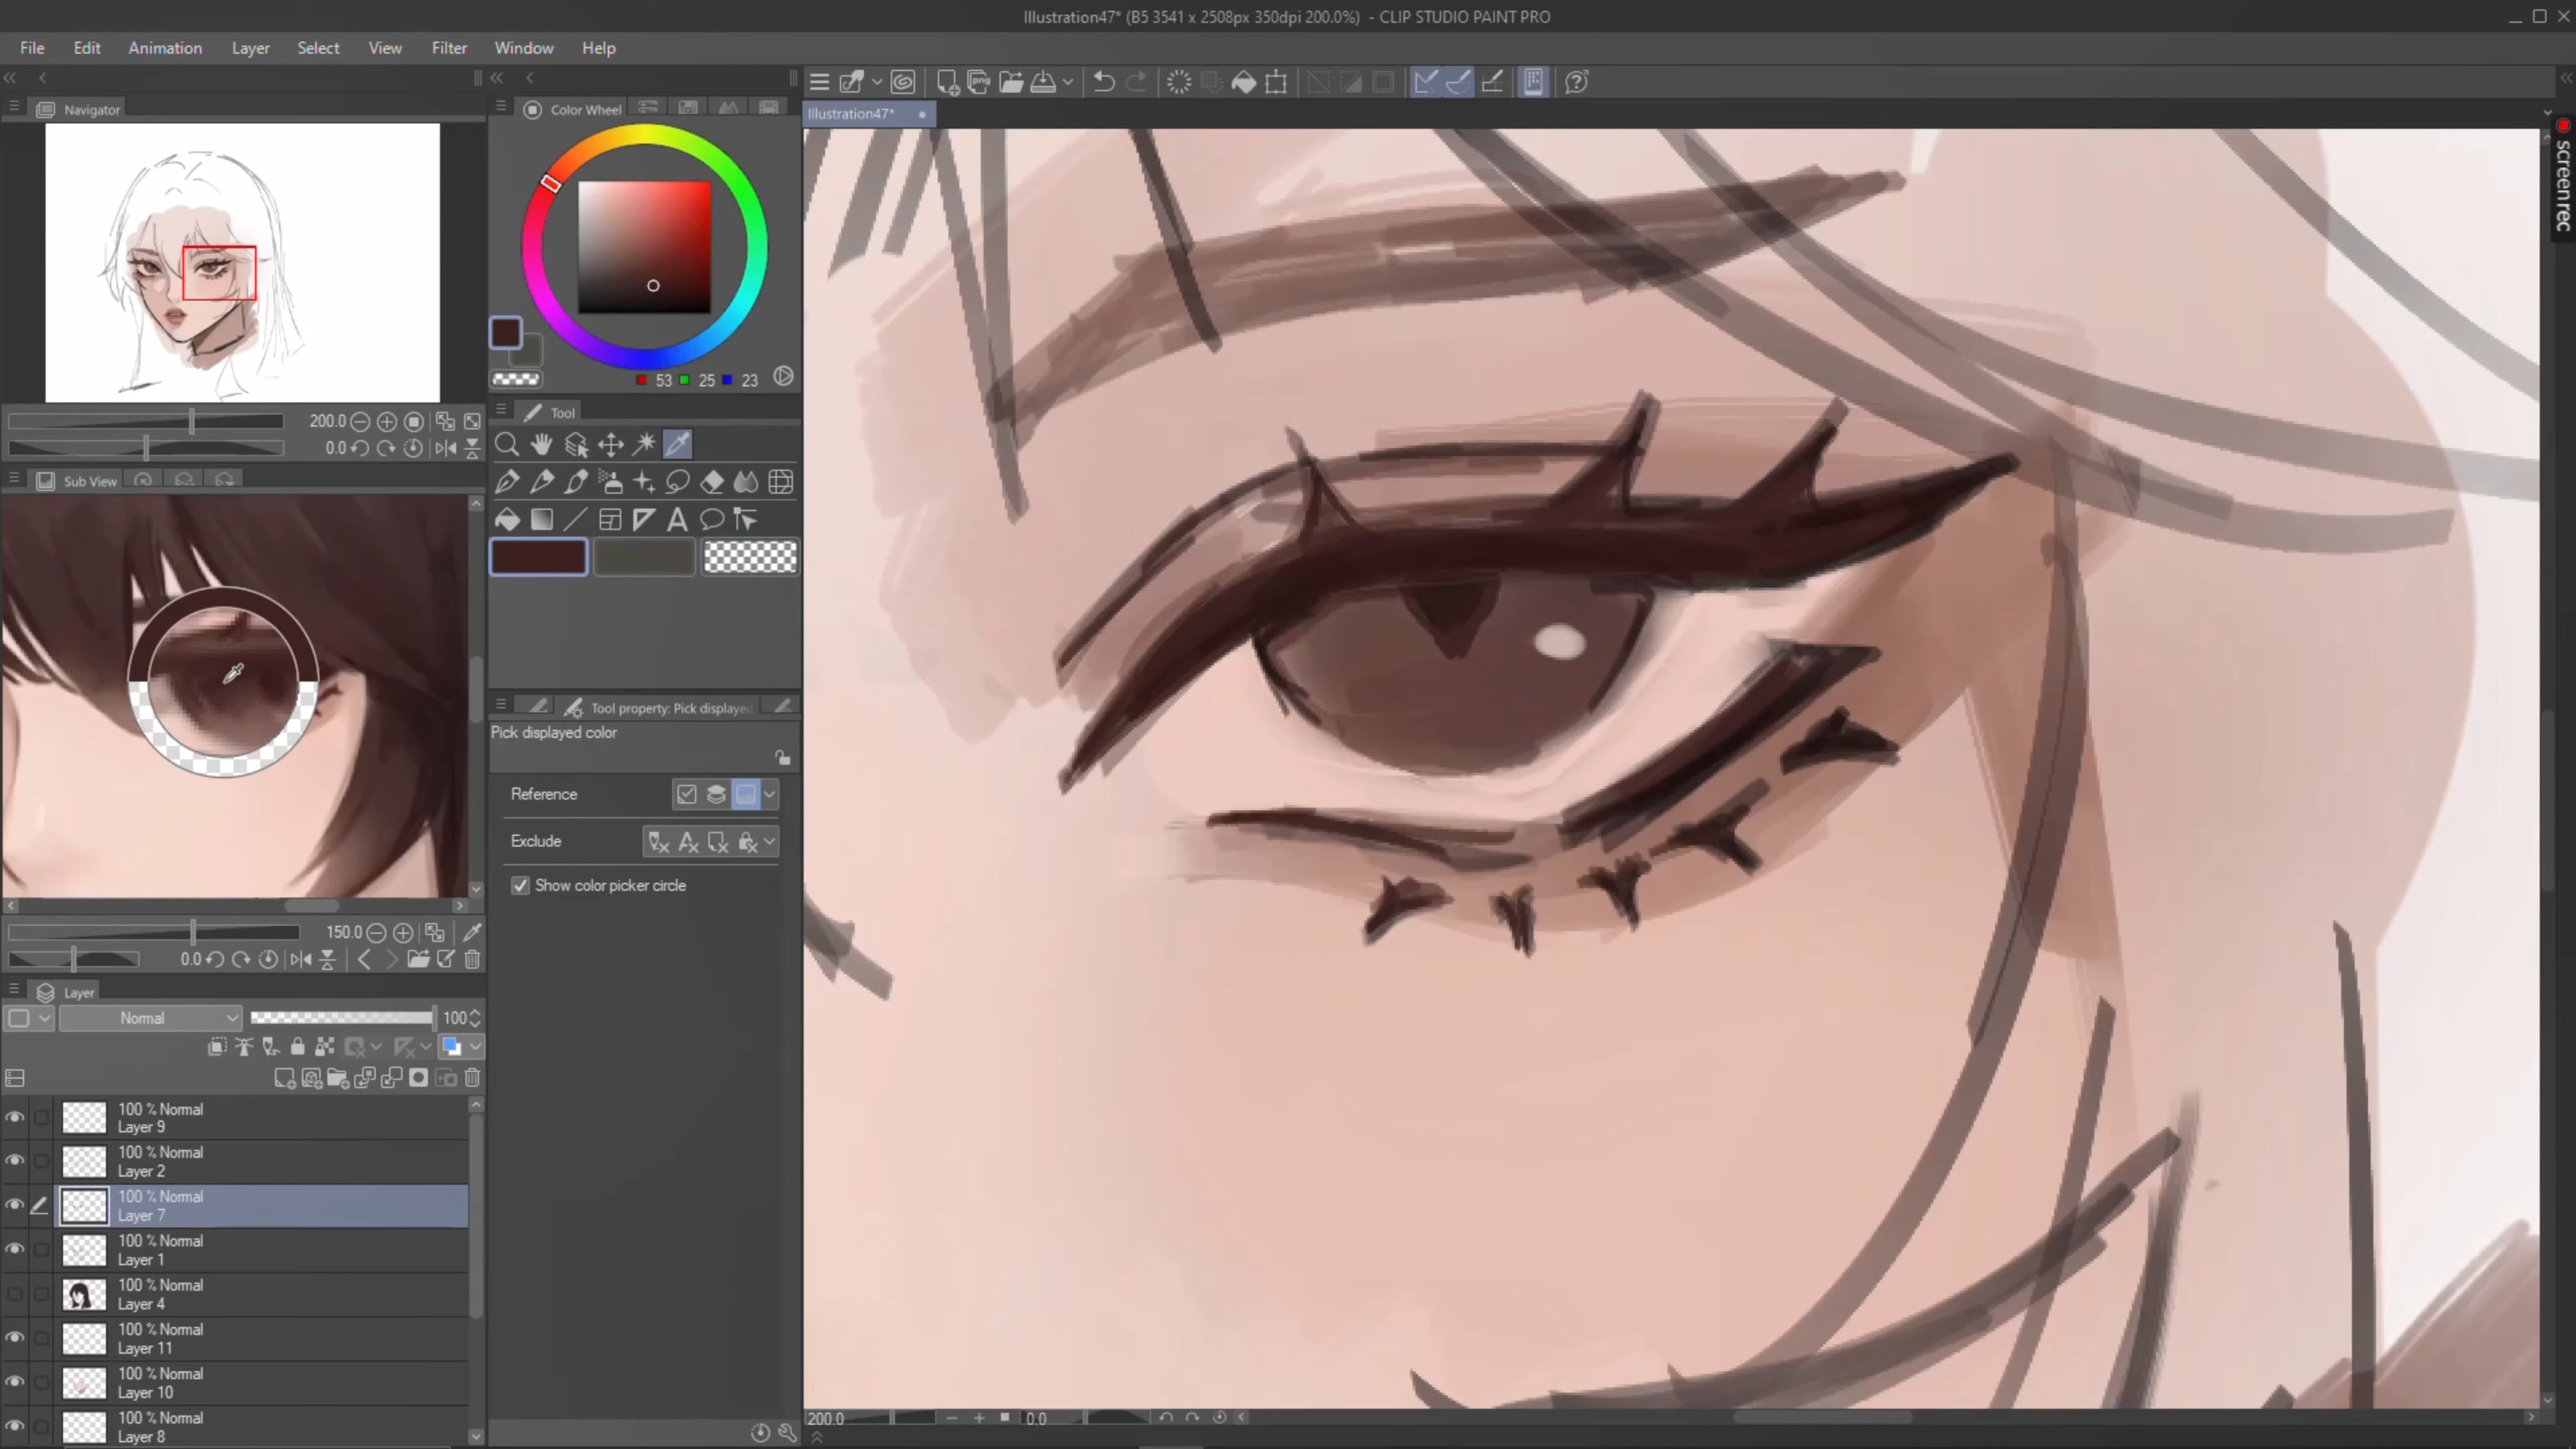 Illustration47* (B5 3541 x 2508px 350dpi 200.0%) - CLIP STUDIO PAINT PRO
File Edit Animation Layer Select View Filter Window Help
Navigator
200.0
0.0
Sub View
150.0
0.0
Layer
Normal 100
100 % Normal
Layer 9
100 % Normal
Layer 2
100 % Normal
Layer 7
100 % Normal
Layer 1
100 % Normal
Layer 4
100 % Normal
Layer 11
100 % Normal
Layer 10
100 % Normal
Layer 8
Color Wheel
53 25 23
Tool
Tool property: Pick displayed
Pick displayed color
Reference
Exclude
Show color picker circle
png
Illustration47*
200.0 0.0
screenrec